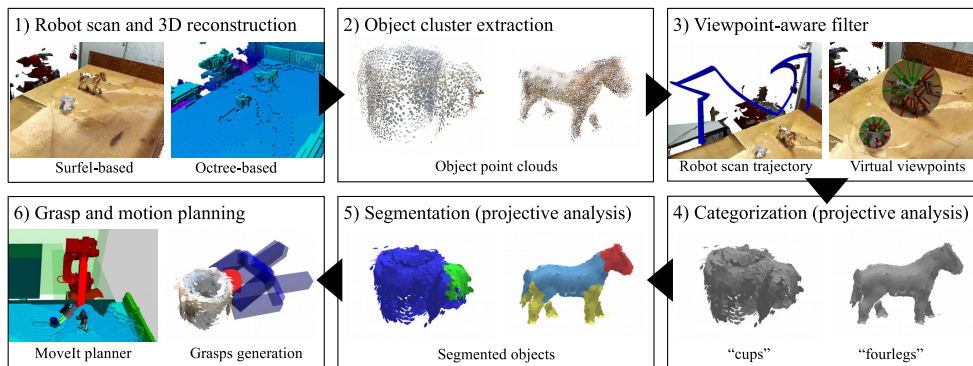 1) Robot scan and 3D reconstruction
Surfel-based
Octree-based
2) Object cluster extraction
Object point clouds
3) Viewpoint-aware filter
Robot scan trajectory
Virtual viewpoints
6) Grasp and motion planning
MoveIt planner
Grasps generation
5) Segmentation (projective analysis)
Segmented objects
4) Categorization (projective analysis)
“cups”
“fourlegs”